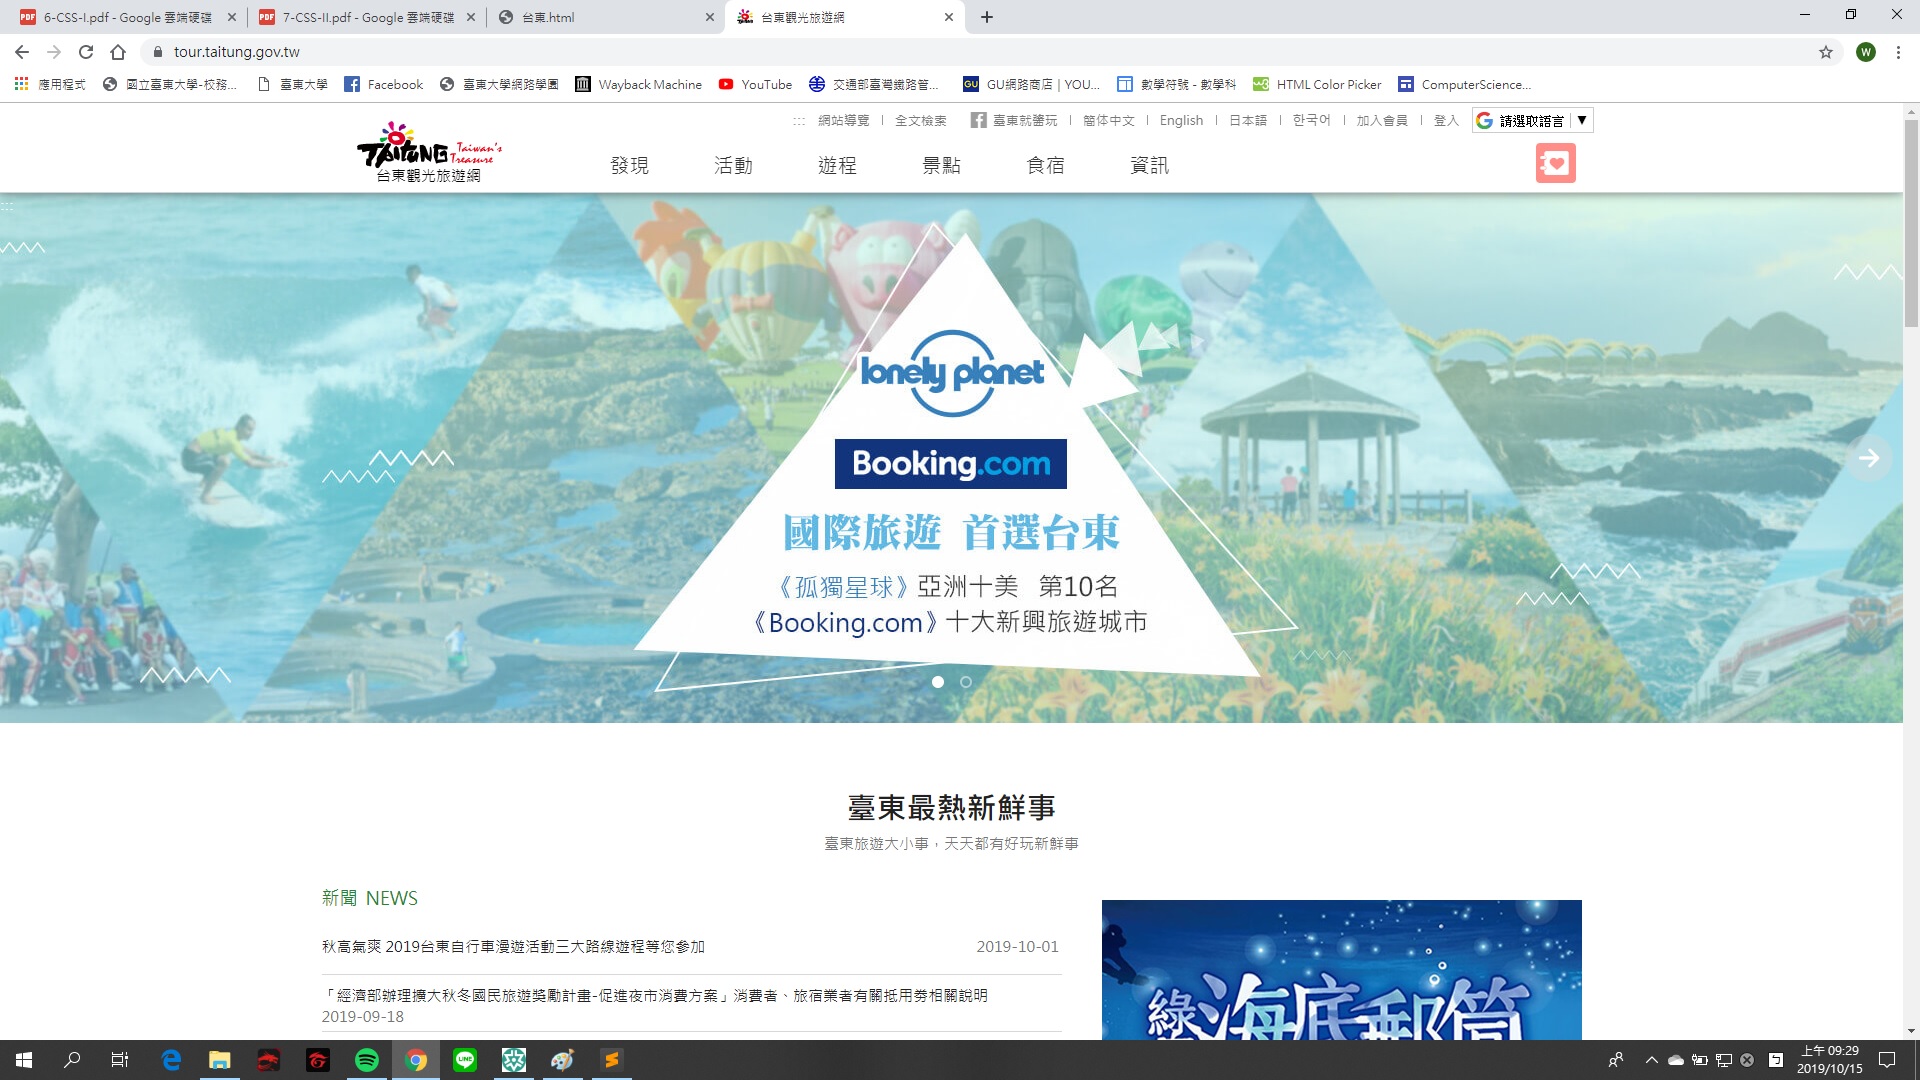 6-CSS-I.pdf - Google 雲端硬碟
7-CSS-II.pdf - Google 雲端硬碟
台東.html
台東觀光旅遊網
tour.taitung.gov.tw
W
應用程式
國立臺東大學-校務...
臺東大學
Facebook
臺東大學網路學園
Wayback Machine
YouTube
交通部臺灣鐵路管...
GU網路商店 | YOU...
數學符號 - 數學科
HTML Color Picker
ComputerScience...
::: 網站導覽 | 全文檢索 臺東就醬玩 | 简体中文 | English | 日本語 | 한국어 | 加入會員 | 登入 請選取語言 ▼
TAITUNG Taiwan's Treasure
台東觀光旅遊網
發現 活動 遊程 景點 食宿 資訊
:::
lonely planet
Booking.com
國際旅遊 首選台東
《孤獨星球》亞洲十美 第10名
《Booking.com》十大新興旅遊城市
臺東最熱新鮮事
臺東旅遊大小事，天天都有好玩新鮮事
新聞 NEWS
秋高氣爽 2019台東自行車漫遊活動三大路線遊程等您參加 2019-10-01
「經濟部辦理擴大秋冬國民旅遊獎勵計畫-促進夜市消費方案」消費者、旅宿業者有關抵用券相關說明
2019-09-18
綠海底郵筒
上午 09:29
2019/10/15